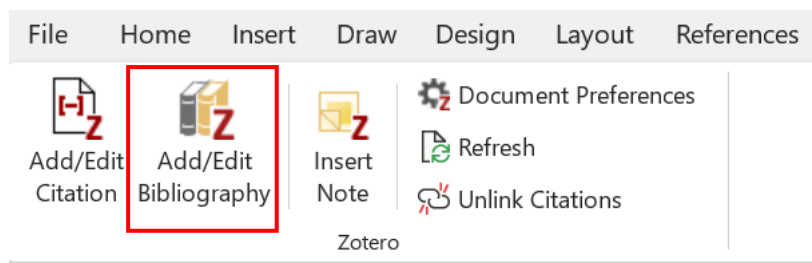 File Home Insert Draw Design Layout References
Add/Edit Citation
Add/Edit Bibliography
Insert Note
Document Preferences
Refresh
Unlink Citations
Zotero